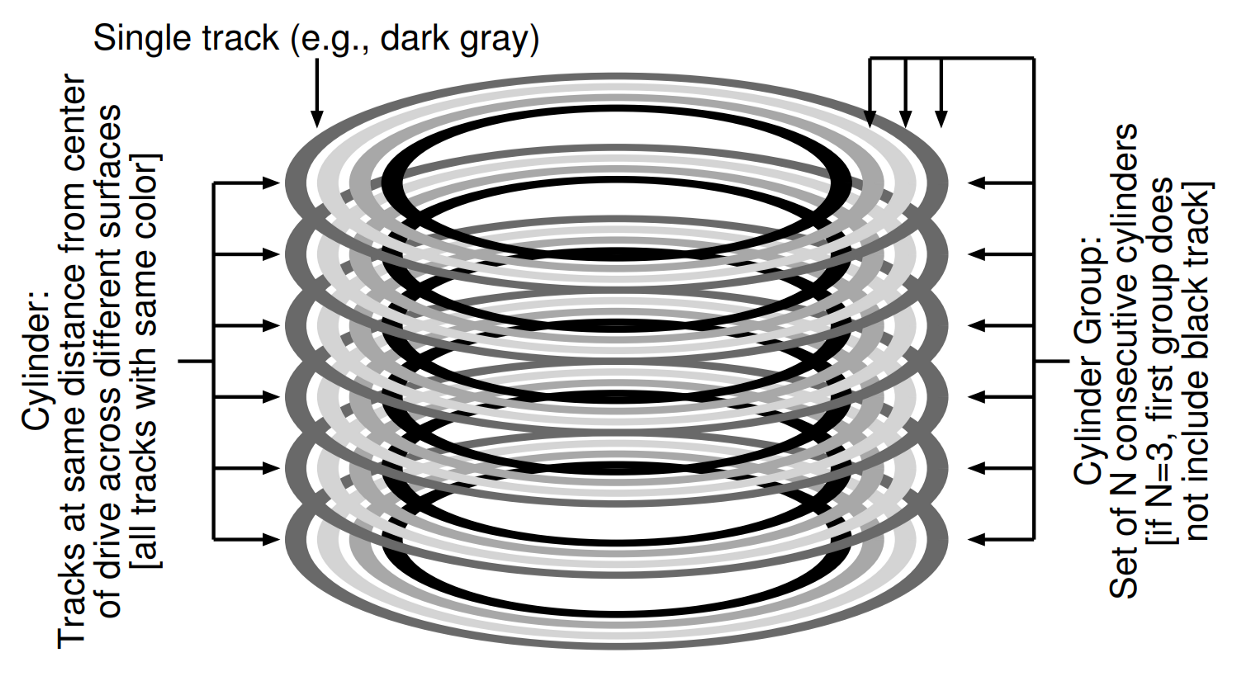 Single track (e.g., dark gray)
Cylinder:
Tracks at same distance from center
of drive across different surfaces
[all tracks with same color]
Cylinder Group:
Set of N consecutive cylinders
[if N=3, first group does
not include black track]